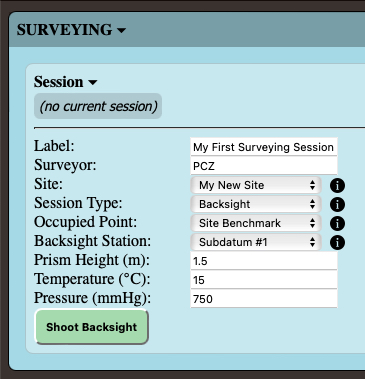 SURVEYING
Session
(no current session)
Label: My First Surveying Session
Surveyor: PCZ
Site: My New Site
Session Type: Backsight
Occupied Point: Site Benchmark
Backsight Station: Subdatum #1
Prism Height (m): 1.5
Temperature (°C): 15
Pressure (mmHg): 750
Shoot Backsight